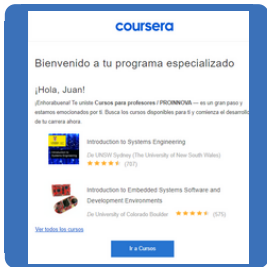 coursera
Bienvenido a tu programa especializado
¡Hola, Juan!
¡Enhorabuena! Te uniste Cursos para profesores / PROINNOVA — es un gran paso y
estamos emocionados por ti. Busca los cursos disponibles para ti y comienza el desarrollo
de tu carrera ahora.
Introduction to Systems Engineering
De UNSW Sydney (The University of New South Wales)
(787)
Introduction to Embedded Systems Software and
Development Environments
De University of Colorado Boulder (575)
Ver todos los cursos
Ir a Cursos